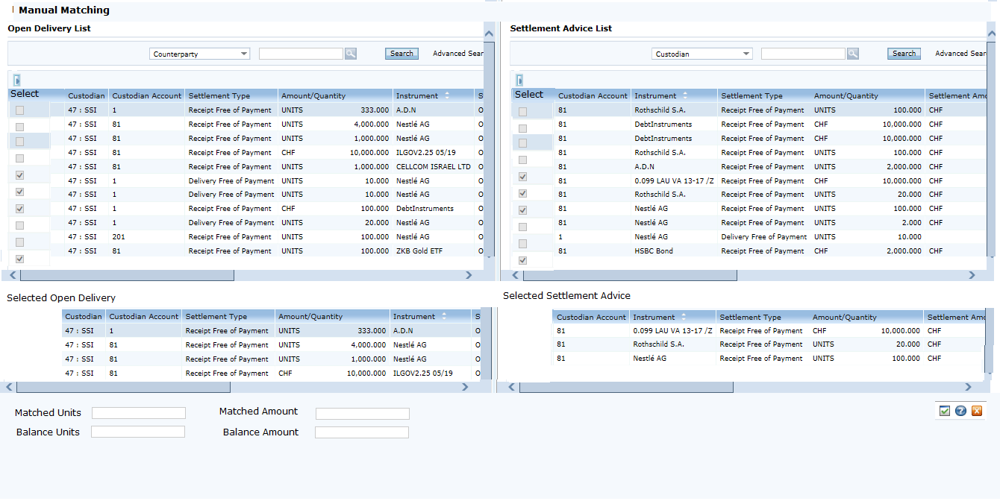 Manual Matching
Open Delivery List
Counterparty
Search
Advanced Sear
Select Custodian Custodian Account Settlement Type Amount/Quantity Instrument S
47 : SSI 1 Receipt Free of Payment UNITS 333.000 A.D.N O
47 : SSI 81 Receipt Free of Payment UNITS 4,000.000 Nestlé AG O
47 : SSI 81 Receipt Free of Payment UNITS 1,000.000 Nestlé AG O
47 : SSI 81 Receipt Free of Payment CHF 10,000.000 ILGOV2.25 05/19 O
47 : SSI 81 Receipt Free of Payment UNITS 1,000.000 CELLCOM ISRAEL LTD O
47 : SSI 1 Delivery Free of Payment UNITS 10.000 Nestlé AG O
47 : SSI 1 Delivery Free of Payment UNITS 10.000 Nestlé AG O
47 : SSI 1 Receipt Free of Payment CHF 100.000 DebtInstruments O
47 : SSI 1 Delivery Free of Payment UNITS 20.000 Nestlé AG O
47 : SSI 201 Receipt Free of Payment UNITS 100.000 Nestlé AG O
47 : SSI 81 Receipt Free of Payment UNITS 100.000 ZKB Gold ETF O
Settlement Advice List
Custodian
Search
Advanced Sear
Select Custodian Account Instrument Settlement Type Amount/Quantity Settlement Amo
81 Rothschild S.A. Receipt Free of Payment UNITS 100.000 CHF
81 DebtInstruments Receipt Free of Payment CHF 10,000.000 CHF
81 DebtInstruments Receipt Free of Payment CHF 10,000.000 CHF
81 Rothschild S.A. Receipt Free of Payment UNITS 100.000 CHF
81 A.D.N Receipt Free of Payment UNITS 2,000.000 CHF
81 0.099 LAU VA 13-17 /Z Receipt Free of Payment CHF 10,000.000 CHF
81 Rothschild S.A. Receipt Free of Payment UNITS 20.000 CHF
81 Nestlé AG Receipt Free of Payment UNITS 100.000 CHF
81 Nestlé AG Receipt Free of Payment UNITS 2.000 CHF
1 Nestlé AG Delivery Free of Payment UNITS 10.000
81 HSBC Bond Receipt Free of Payment CHF 2,000.000 CHF
Selected Open Delivery
Custodian Custodian Account Settlement Type Amount/Quantity Instrument S
47 : SSI 1 Receipt Free of Payment UNITS 333.000 A.D.N O
47 : SSI 81 Receipt Free of Payment UNITS 4,000.000 Nestlé AG O
47 : SSI 81 Receipt Free of Payment UNITS 1,000.000 Nestlé AG O
47 : SSI 81 Receipt Free of Payment CHF 10,000.000 ILGOV2.25 05/19 O
Selected Settlement Advice
Custodian Account Instrument Settlement Type Amount/Quantity Settlement Amo
81 0.099 LAU VA 13-17 /Z Receipt Free of Payment CHF 10,000.000 CHF
81 Rothschild S.A. Receipt Free of Payment UNITS 20.000 CHF
81 Nestlé AG Receipt Free of Payment UNITS 100.000 CHF
Matched Units
Matched Amount
Balance Units
Balance Amount